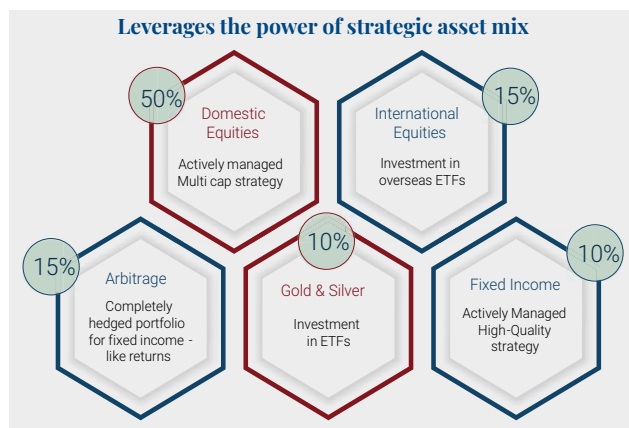 Leverages the power of strategic asset mix
50%
Domestic
Equities
Actively managed
Multi cap strategy
15%
International
Equities
Investment in
overseas ETFs
15%
Arbitrage
Completely
hedged portfolio
for fixed income -
like returns
10%
Gold & Silver
Investment
in ETFs
10%
Fixed Income
Actively Managed
High-Quality
strategy